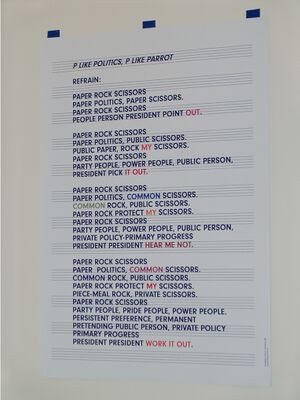 P LIKE POLITICS, P LIKE PARROT
REFRAIN:
PAPER ROCK SCISSORS
PAPER POLITICS, PAPER SCISSORS.
PAPER ROCK SCISSORS
PEOPLE PERSON PRESIDENT POINT OUT.
PAPER ROCK SCISSORS
PAPER POLITICS, PUBLIC SCISSORS.
PUBLIC PAPER, ROCK MY SCISSORS.
PAPER ROCK SCISSORS
PARTY PEOPLE, POWER PEOPLE, PUBLIC PERSON,
PRESIDENT PICK IT OUT.
PAPER ROCK SCISSORS
PAPER POLITICS, COMMON SCISSORS.
COMMON ROCK, PUBLIC SCISSORS.
PAPER ROCK PROTECT MY SCISSORS.
PAPER ROCK SCISSORS
PARTY PEOPLE, POWER PEOPLE, PUBLIC PERSON,
PRIVATE POLICY-PRIMARY PROGRESS
PRESIDENT PRESIDENT HEAR ME NOT.
PAPER ROCK SCISSORS
PAPER POLITICS, COMMON SCISSORS.
COMMON ROCK, PUBLIC SCISSORS.
PAPER ROCK PROTECT MY SCISSORS.
PIECE-MEAL ROCK, PRIVATE SCISSORS.
PAPER ROCK SCISSORS
PARTY PEOPLE, PRIDE PEOPLE, POWER PEOPLE.
PERSISTENT PREFERENCE, PERMANENT
PRETENDING PUBLIC PERSON, PRIVATE POLICY
PRIMARY PROGRESS
PRESIDENT PRESIDENT WORK IT OUT.